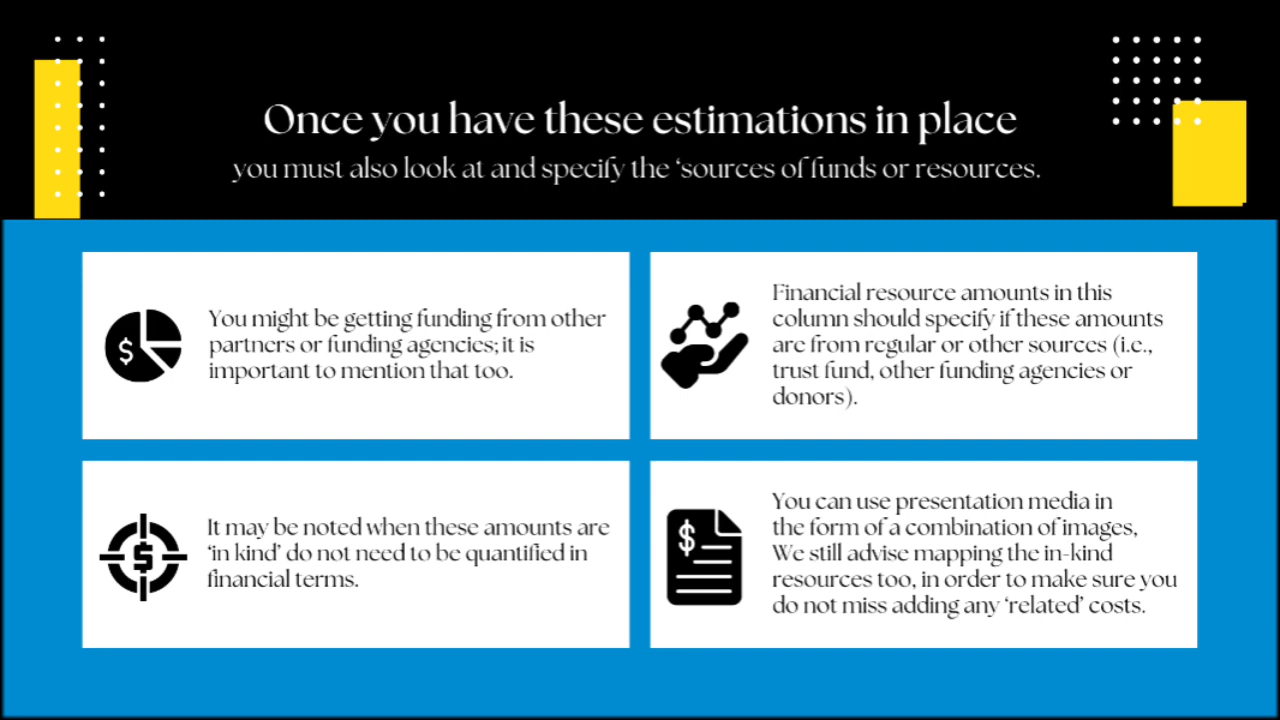 Once you have these estimations in place
you must also look at and specify the ‘sources of funds or resources.
You might be getting funding from other
partners or funding agencies; it is
important to mention that too.
Financial resource amounts in this
column should specify if these amounts
are from regular or other sources (i.e.,
trust fund, other funding agencies or
donors).
It may be noted when these amounts are
‘in kind’ do not need to be quantified in
financial terms.
You can use presentation media in
the form of a combination of images,
We still advise mapping the in-kind
resources too, in order to make sure you
do not miss adding any ‘related’ costs.